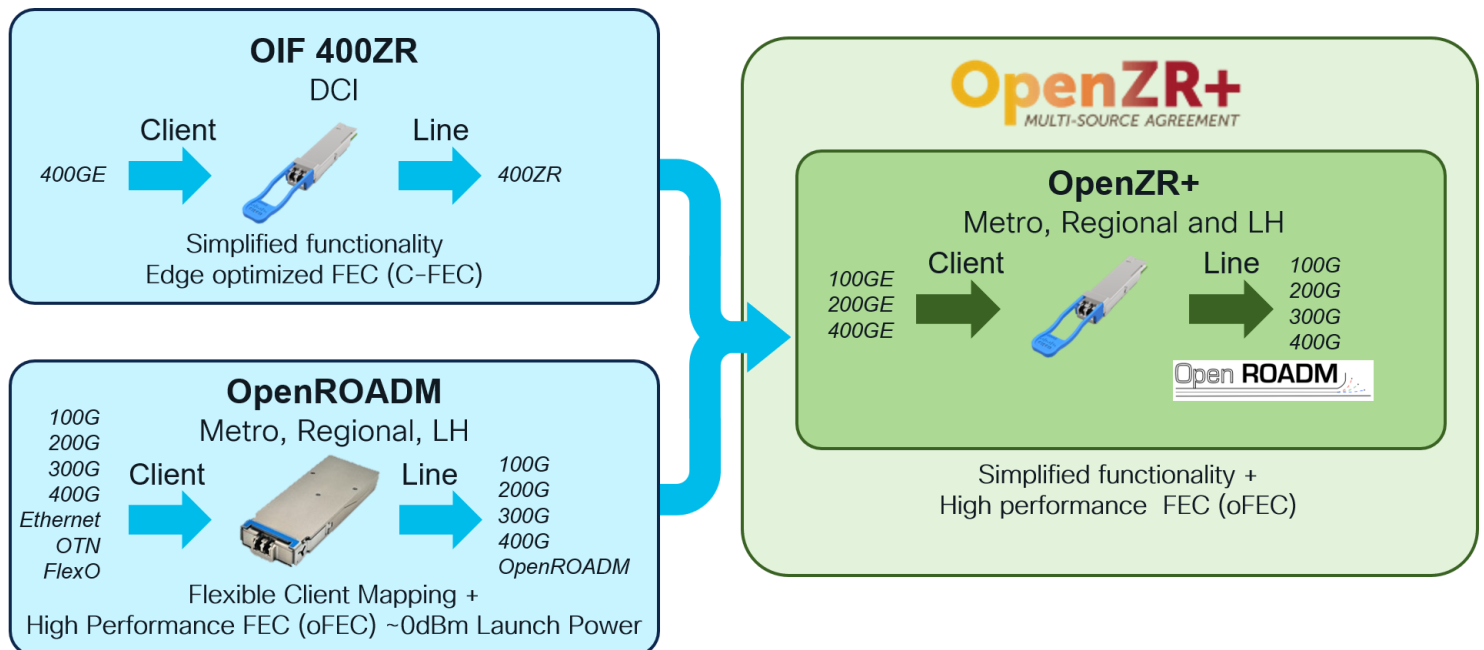 OIF 400ZR
DCI
Client
Line
400GE
400ZR
Simplified functionality
Edge optimized FEC (C-FEC)
OpenROADM
Metro, Regional, LH
100G
200G
300G
400G
Ethernet
OTN
FlexO
Client
Line
100G
200G
300G
400G
OpenROADM
Flexible Client Mapping +
High Performance FEC (oFEC) ~0dBm Launch Power
OpenZR+
MULTI-SOURCE AGREEMENT
OpenZR+
Metro, Regional and LH
Client
Line
100GE
200GE
400GE
100G
200G
300G
400G
Open ROADM
Simplified functionality +
High performance FEC (oFEC)